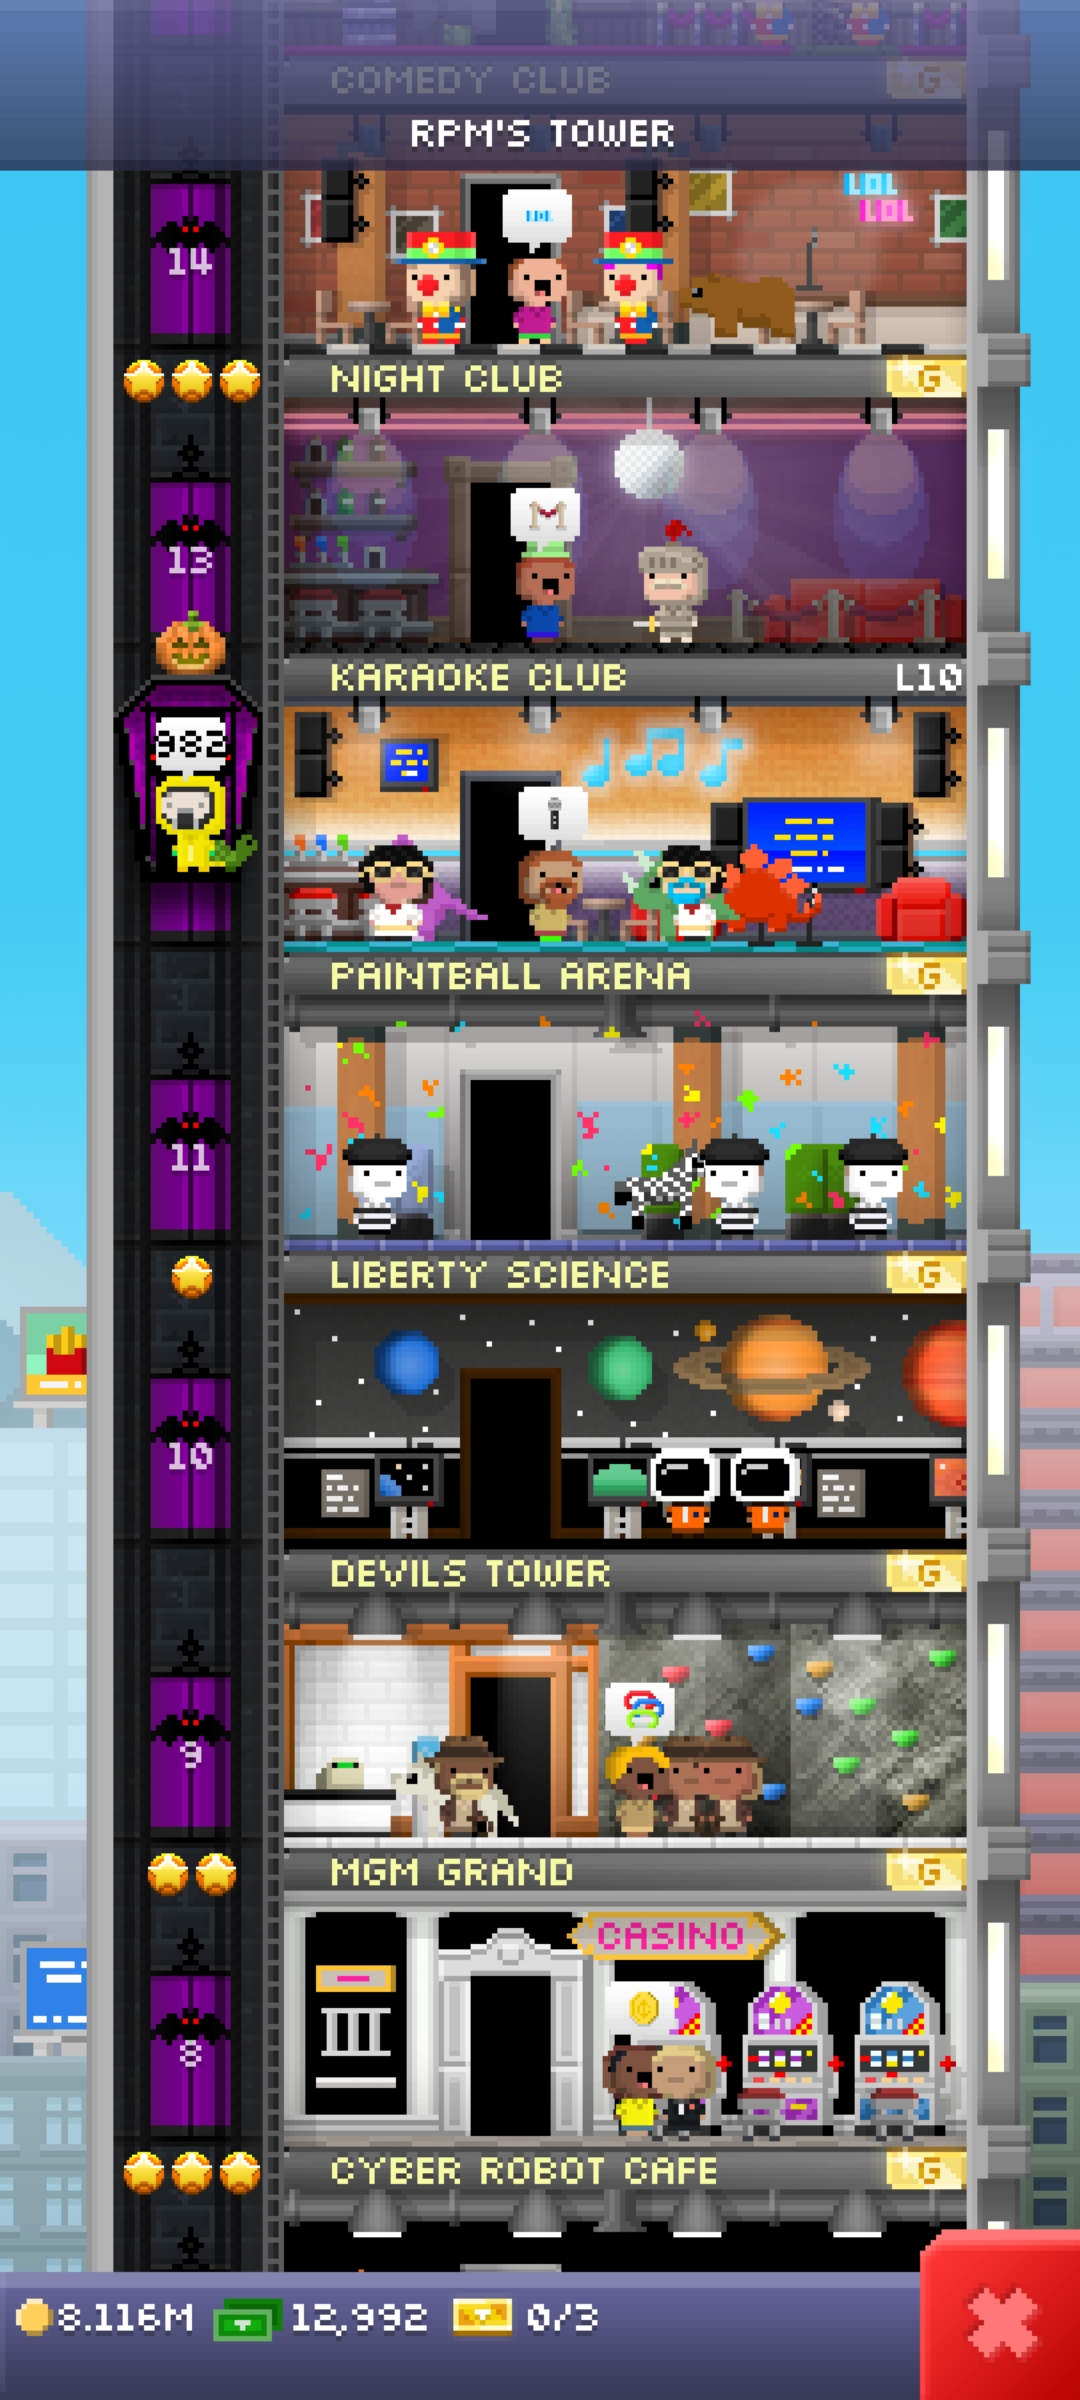 COMEDY CLUB G
RPM'S TOWER
LOL
LOL
LOL
14
NIGHT CLUB G
13
KARAOKE CLUB L10
982
PAINTBALL ARENA G
11
LIBERTY SCIENCE G
10
DEVILS TOWER G
9
MGM GRAND G
CASINO
8
CYBER ROBOT CAFE G
8.116M 12,992 0/3